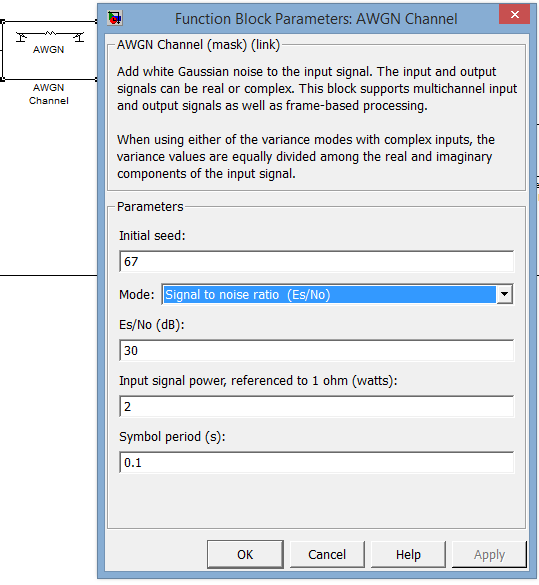 Function Block Parameters: AWGN Channel
AWGN
AWGN
Channel
AWGN Channel (mask) (link)
Add white Gaussian noise to the input signal. The input and output
signals can be real or complex. This block supports multichannel input
and output signals as well as frame-based processing.
When using either of the variance modes with complex inputs, the
variance values are equally divided among the real and imaginary
components of the input signal.
Parameters
Initial seed:
67
Mode: Signal to noise ratio (Es/No)
Es/No (dB):
30
Input signal power, referenced to 1 ohm (watts):
2
Symbol period (s):
0.1
OK Cancel Help Apply